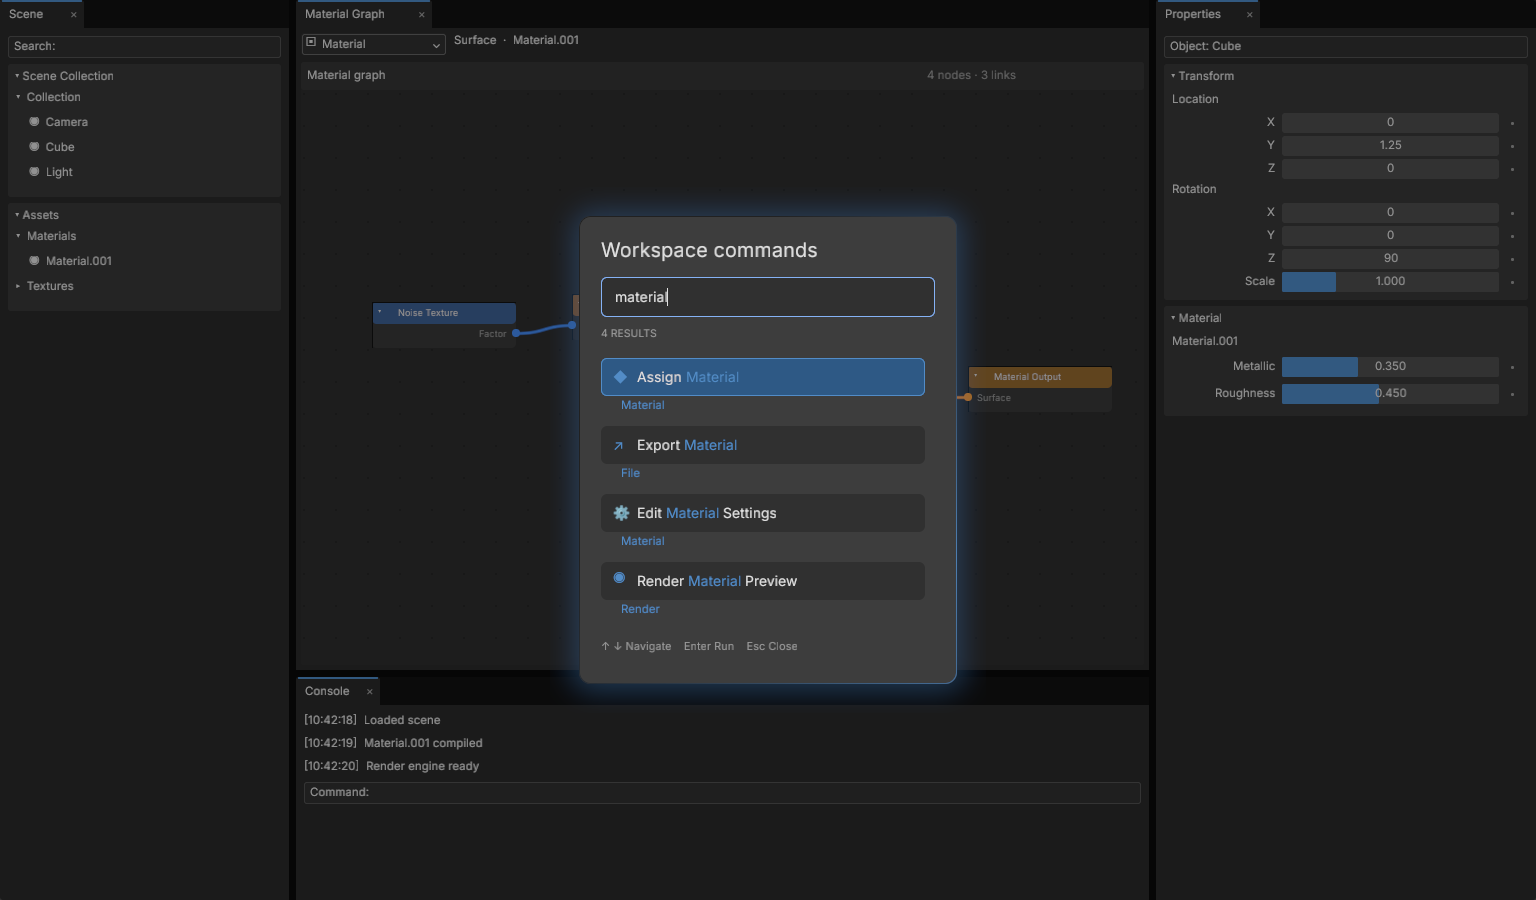 Scene ×
Search:
Scene Collection
Collection
Camera
Cube
Light
Assets
Materials
Material.001
Textures
Material Graph ×
Material
Surface · Material.001
Material graph
4 nodes · 3 links
Noise Texture
Factor
Material Output
Surface
Workspace commands
material
4 RESULTS
Assign Material
Material
Export Material
File
Edit Material Settings
Material
Render Material Preview
Render
↑ ↓ Navigate Enter Run Esc Close
Console ×
[10:42:18] Loaded scene
[10:42:19] Material.001 compiled
[10:42:20] Render engine ready
Command:
Properties ×
Object: Cube
Transform
Location
X 0
Y 1.25
Z 0
Rotation
X 0
Y 0
Z 90
Scale 1.000
Material
Material.001
Metallic 0.350
Roughness 0.450